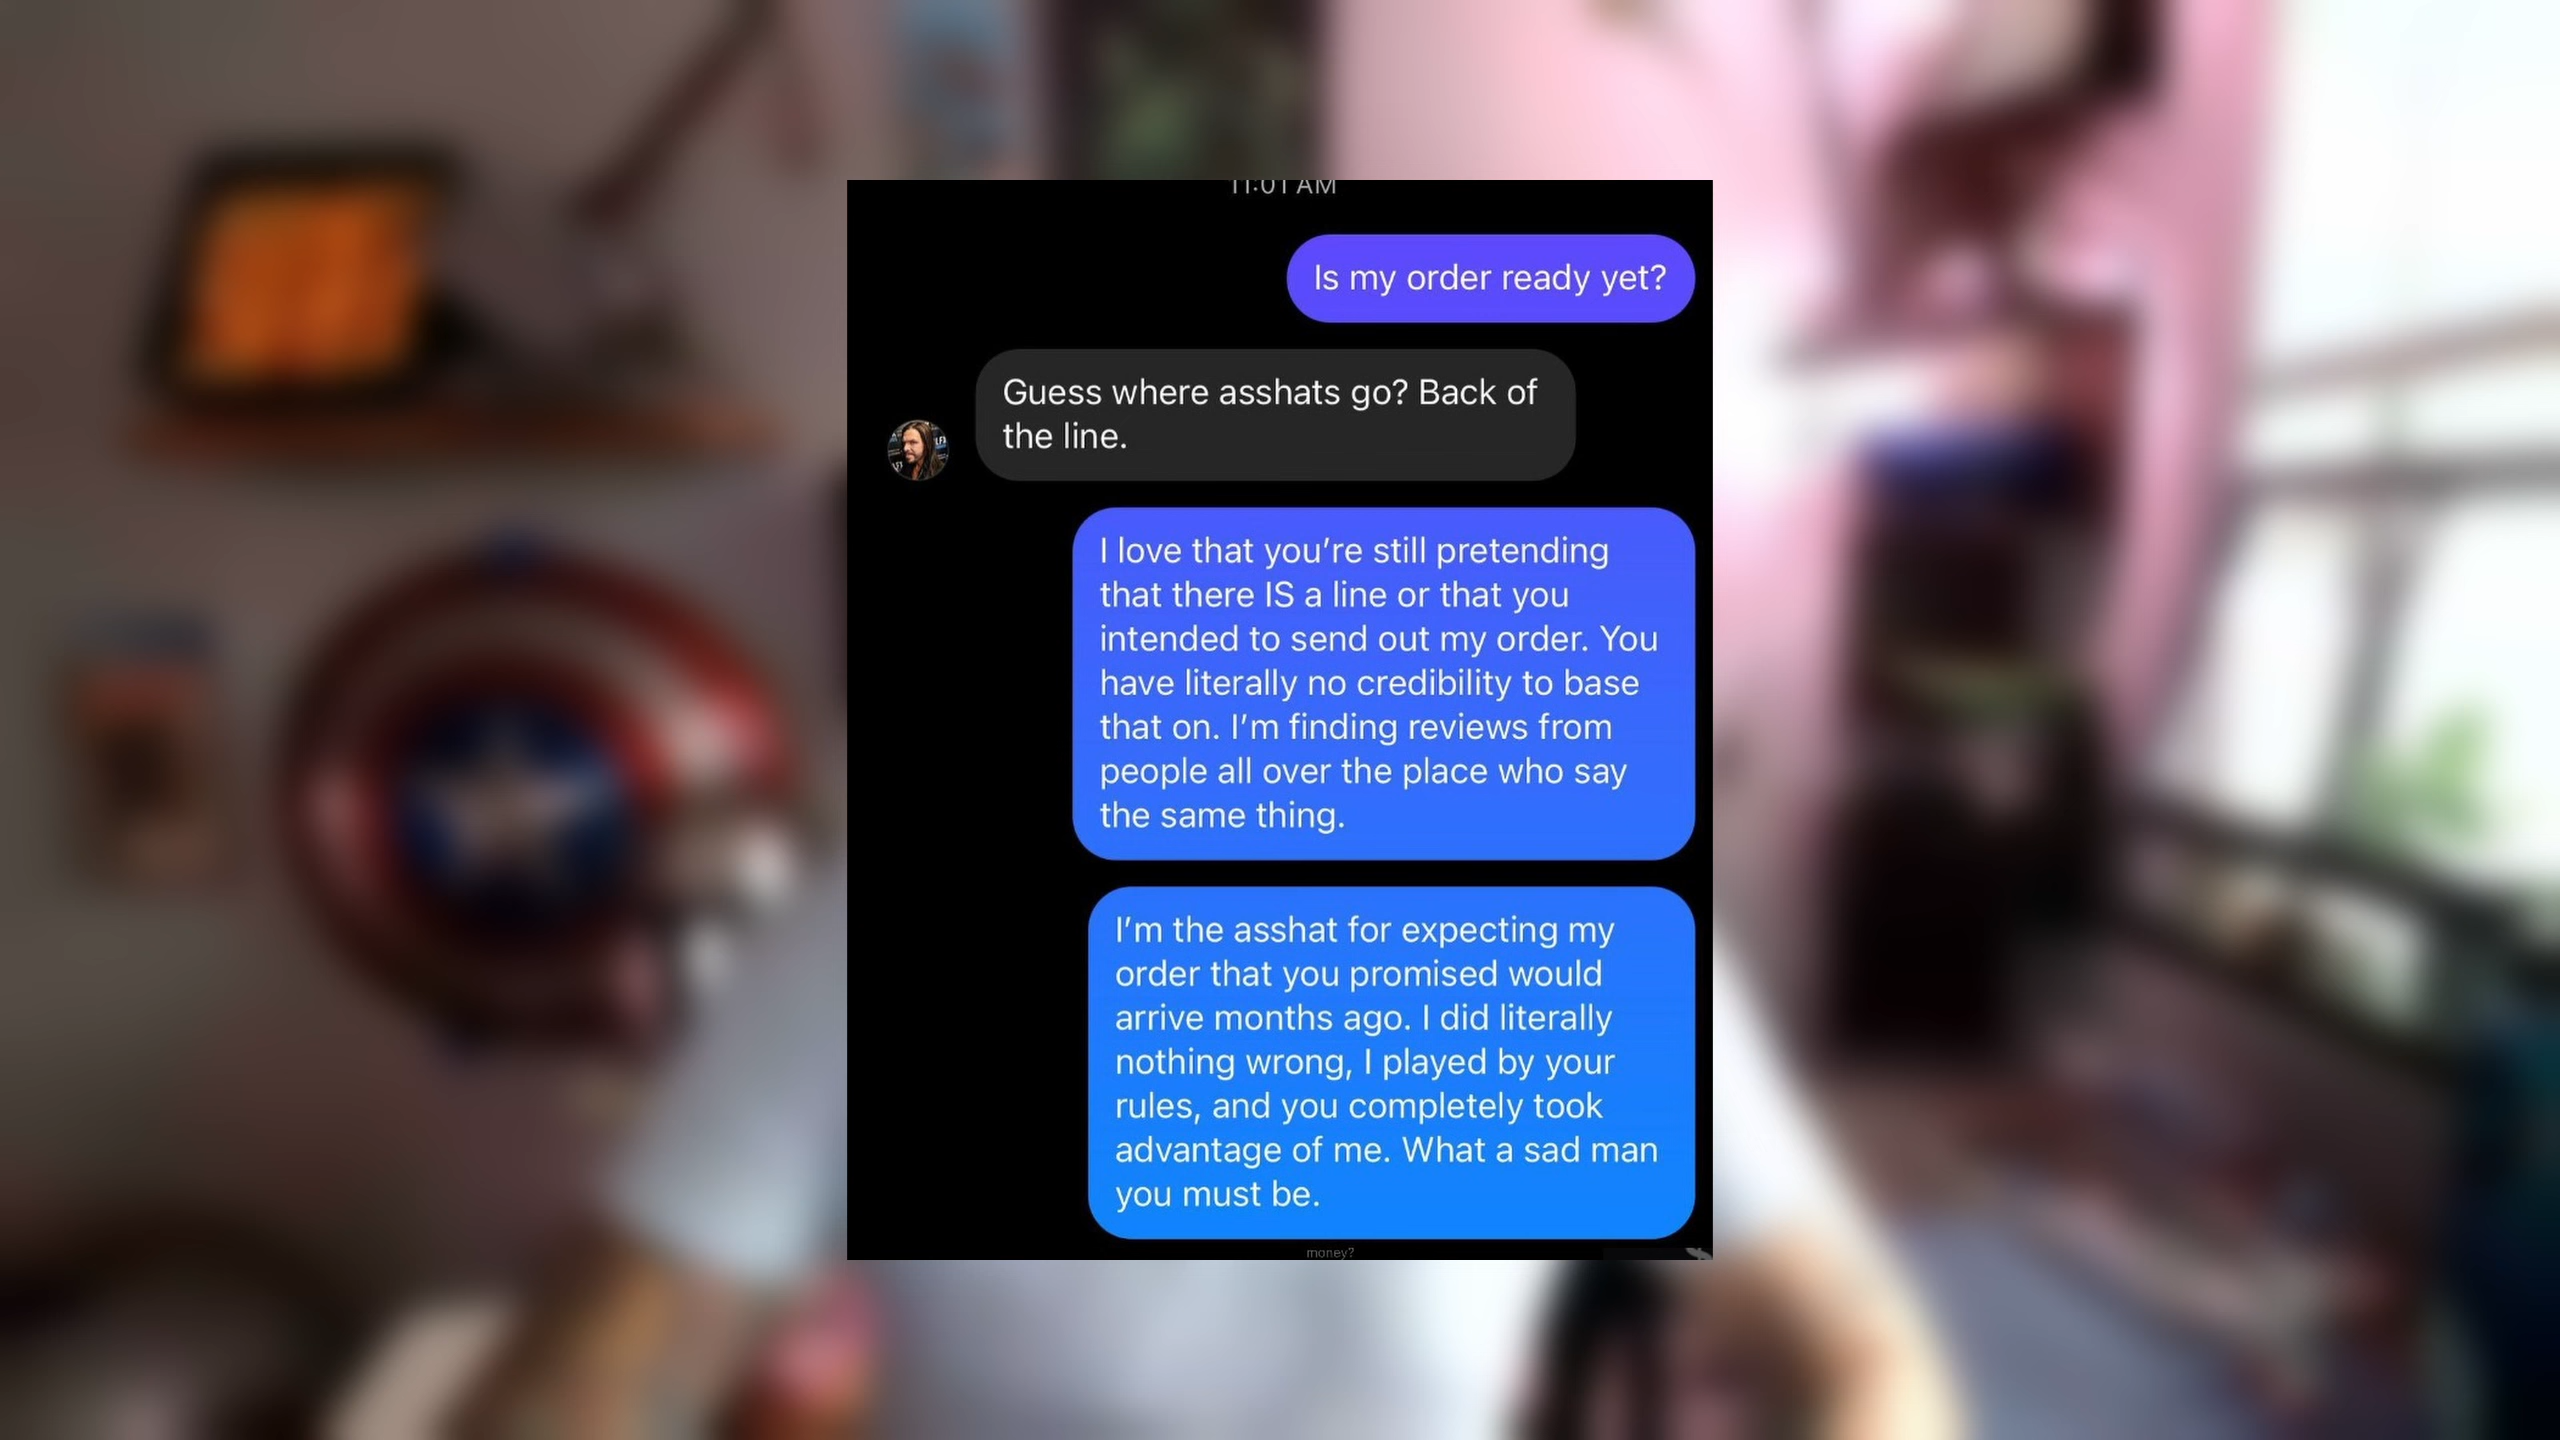 11:01 AM
Is my order ready yet?
Guess where asshats go? Back of
the line.
I love that you’re still pretending
that there IS a line or that you
intended to send out my order. You
have literally no credibility to base
that on. I’m finding reviews from
people all over the place who say
the same thing.
I’m the asshat for expecting my
order that you promised would
arrive months ago. I did literally
nothing wrong, I played by your
rules, and you completely took
advantage of me. What a sad man
you must be.
money?